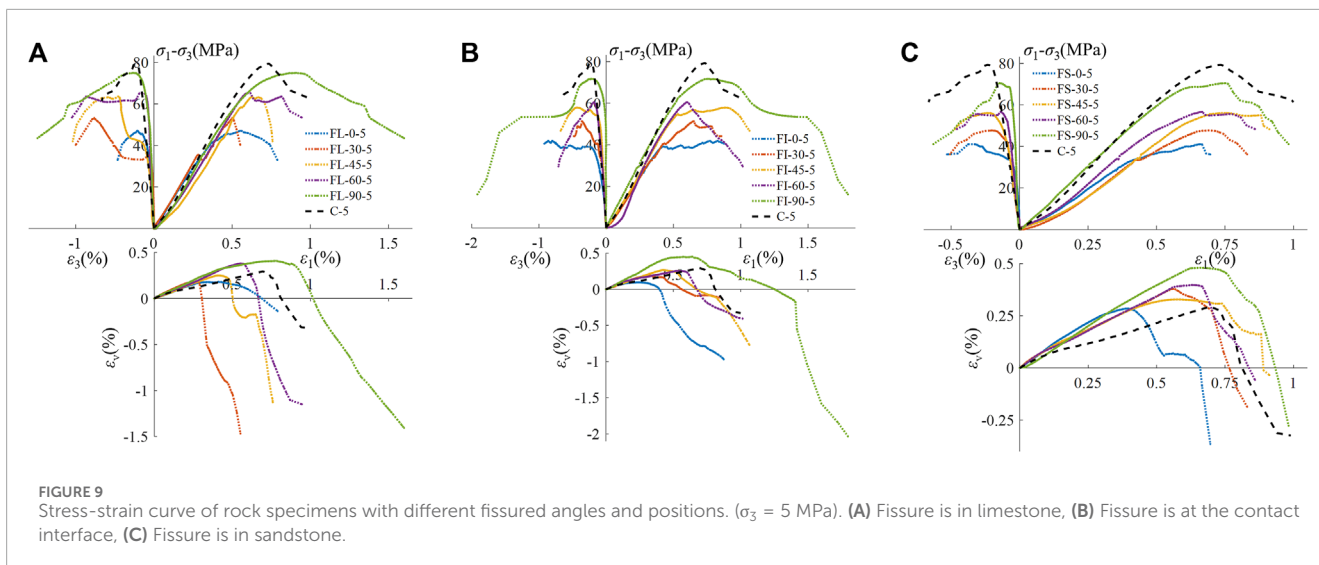 A
σ1-σ3(MPa)
80
60
40
20
FL-0-5
FL-30-5
FL-45-5
FL-60-5
FL-90-5
C-5
-1
0
0.5
1
1.5
ε3(%)
ε1(%)
0.5
0
-0.5
-1
-1.5
0.5
1
1.5
εv(%)
B
σ1-σ3(MPa)
80
60
40
20
FI-0-5
FI-30-5
FI-45-5
FI-60-5
FI-90-5
C-5
-2
-1
0
0.5
1
1.5
ε3(%)
ε1(%)
0.5
0
-0.5
-1
-1.5
-2
0.5
1
1.5
εv(%)
C
σ1-σ3(MPa)
80
60
40
20
FS-0-5
FS-30-5
FS-45-5
FS-60-5
FS-90-5
C-5
-0.5
0
0.25
0.5
0.75
1
ε3(%)
ε1(%)
0.5
0.25
0
-0.25
0.25
0.5
0.75
1
εv(%)
FIGURE 9
Stress-strain curve of rock specimens with different fissured angles and positions. (σ3 = 5 MPa). (A) Fissure is in limestone, (B) Fissure is at the contact
interface, (C) Fissure is in sandstone.